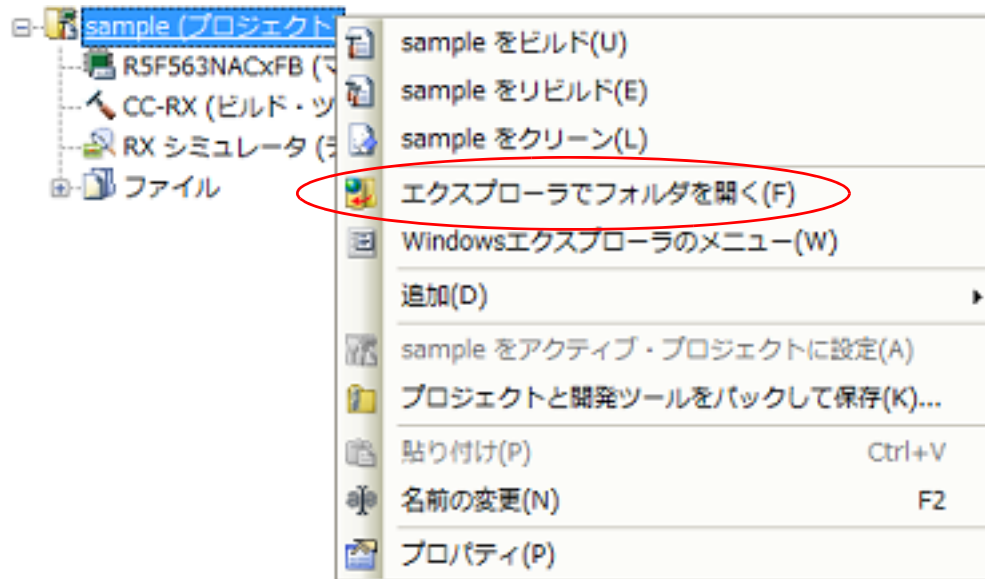 sample (プロジェクト
R5F563NACxFB (マ
CC-RX (ビルド・ツ
RX シミュレータ (デ
ファイル
sample をビルド(U)
sample をリビルド(E)
sample をクリーン(L)
エクスプローラでフォルダを開く(F)
Windowsエクスプローラのメニュー(W)
追加(D)
sample をアクティブ・プロジェクトに設定(A)
プロジェクトと開発ツールをパックして保存(K)...
貼り付け(P) Ctrl+V
名前の変更(N) F2
プロパティ(P)